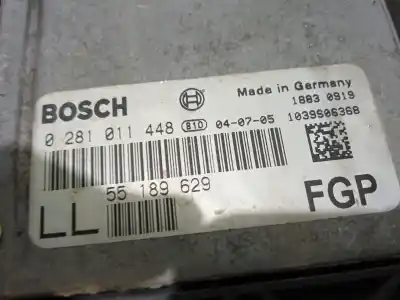 BOSCH
Made in Germany
1883 0919
0 281 011 448 B10 04-07-05
1039S06368
55 189 629
LL
FGP